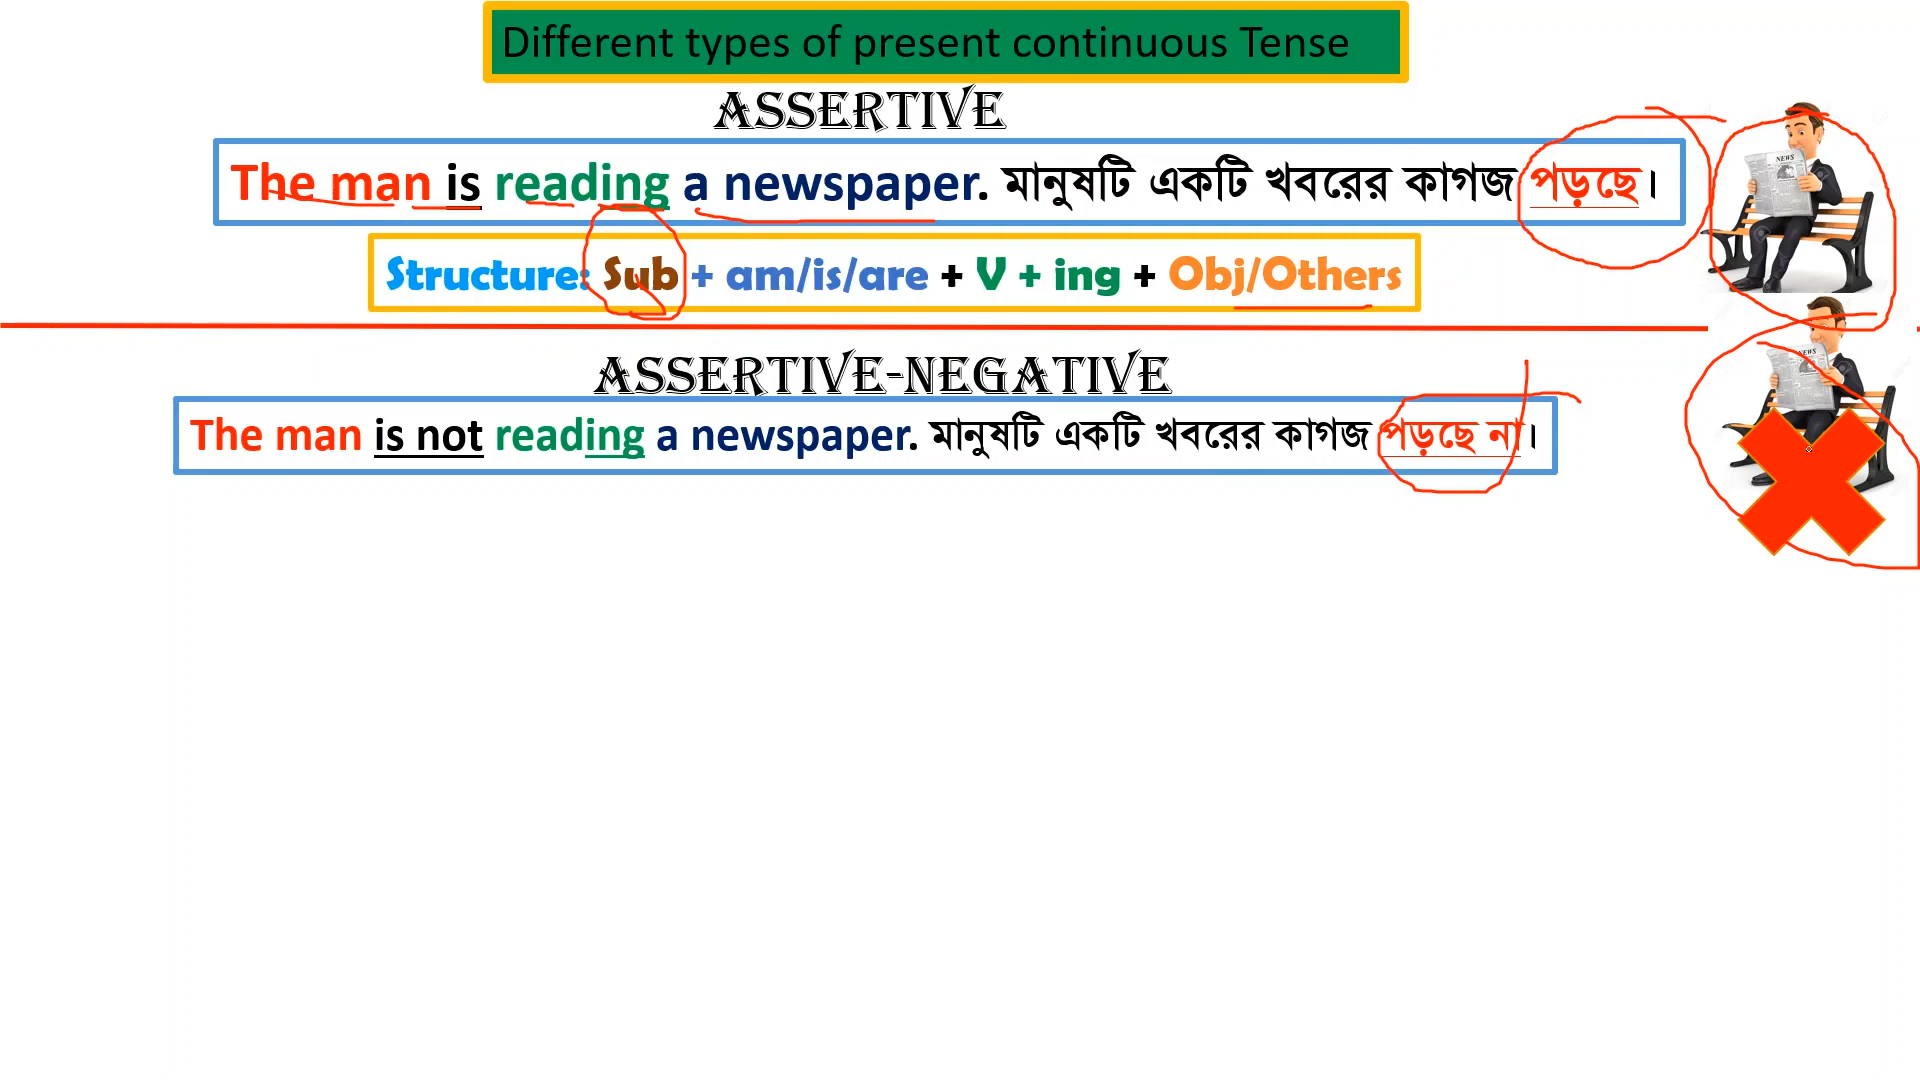 Different types of present continuous Tense
ASSERTIVE
The man is reading a newspaper. মানুষটি একটি খবরের কাগজ পড়ছে।
Structure: Sub + am/is/are + V + ing + Obj/Others
ASSERTIVE-NEGATIVE
The man is not reading a newspaper. মানুষটি একটি খবরের কাগজ পড়ছে না।
NEWS
NEWS